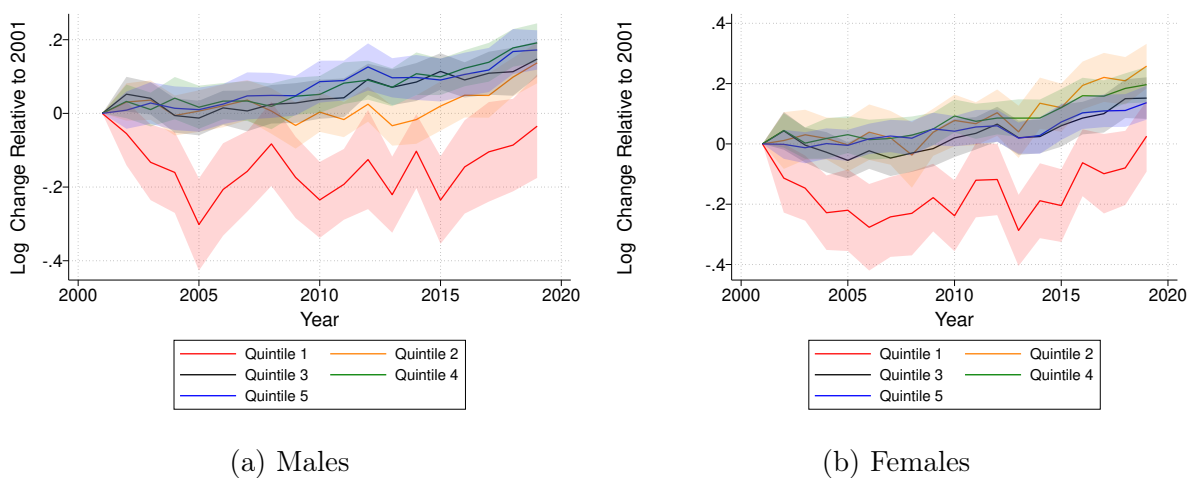 Log Change Relative to 2001
.2
0
-.2
-.4
2000 2005 2010 2015 2020
Year
Quintile 1 Quintile 2
Quintile 3 Quintile 4
Quintile 5
(a) Males
Log Change Relative to 2001
.4
.2
0
-.2
-.4
2000 2005 2010 2015 2020
Year
Quintile 1 Quintile 2
Quintile 3 Quintile 4
Quintile 5
(b) Females